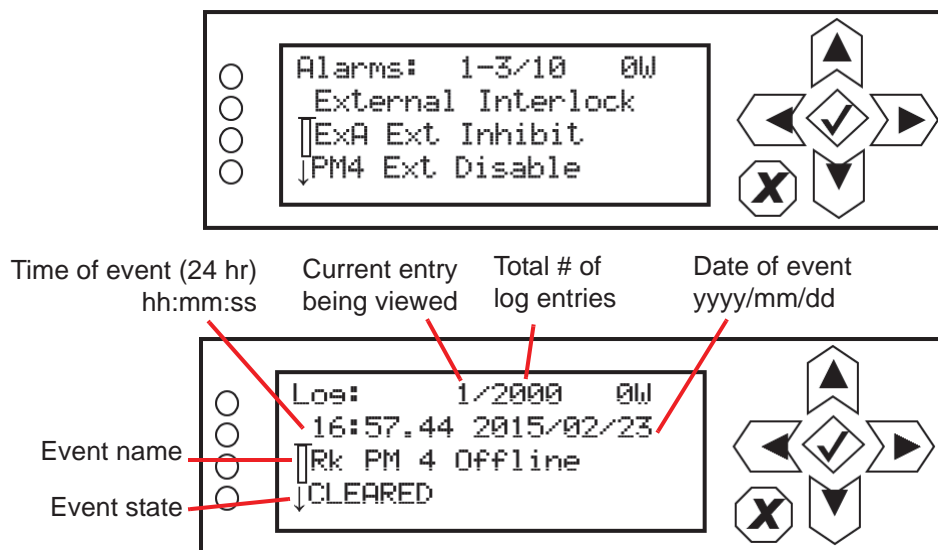 Alarms: 1-3/10 0W
External Interlock
ExA Ext Inhibit
↓PM4 Ext Disable
X
Time of event (24 hr)
hh:mm:ss
Current entry
being viewed
Total # of
log entries
Date of event
yyyy/mm/dd
Log: 1/2000 0W
16:57.44 2015/02/23
Rk PM 4 Offline
↓CLEARED
Event name
Event state
X